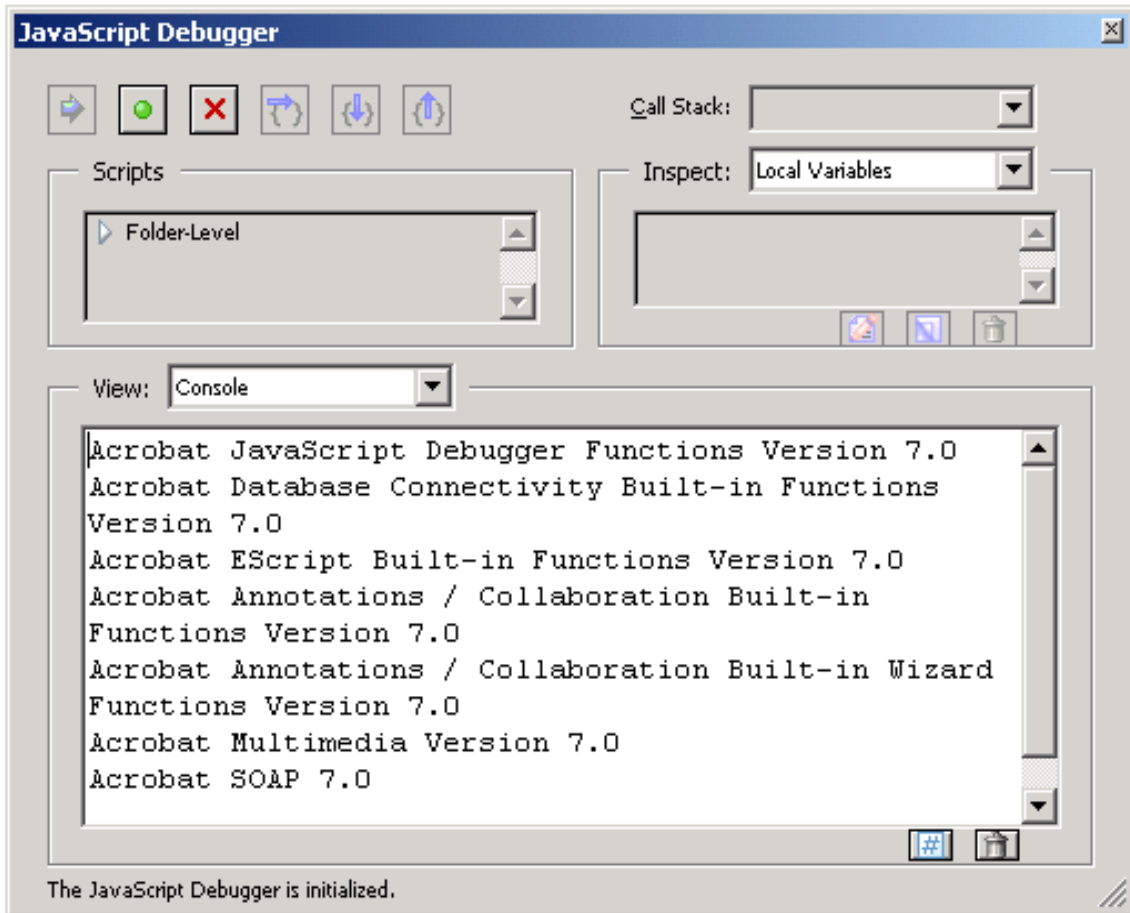 JavaScript Debugger
Call Stack:
Scripts
Inspect: Local Variables
Folder-Level
View: Console
Acrobat JavaScript Debugger Functions Version 7.0
Acrobat Database Connectivity Built-in Functions
Version 7.0
Acrobat EScript Built-in Functions Version 7.0
Acrobat Annotations / Collaboration Built-in
Functions Version 7.0
Acrobat Annotations / Collaboration Built-in Wizard
Functions Version 7.0
Acrobat Multimedia Version 7.0
Acrobat SOAP 7.0
The JavaScript Debugger is initialized.